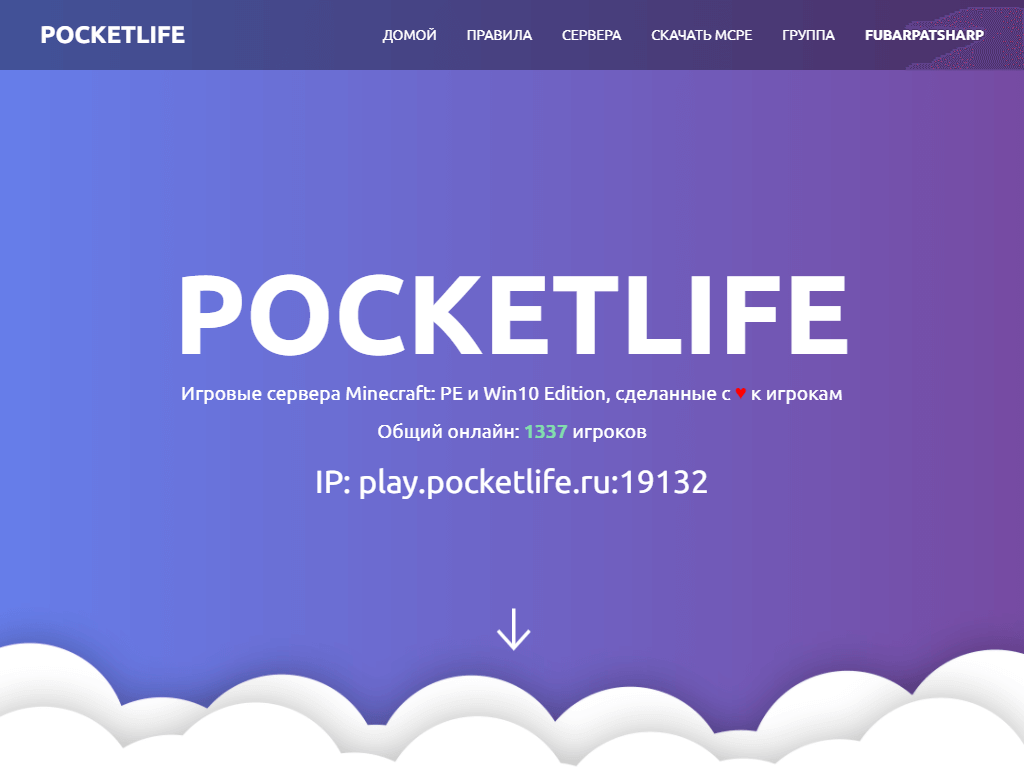 POCKETLIFE
ДОМОЙ ПРАВИЛА СЕРВЕРА СКАЧАТЬ MCPE ГРУППА FUBARPATSHARP
POCKETLIFE
Игровые сервера Minecraft: PE и Win10 Edition, сделанные с ♥ к игрокам
Общий онлайн: 1337 игроков
IP: play.pocketlife.ru:19132